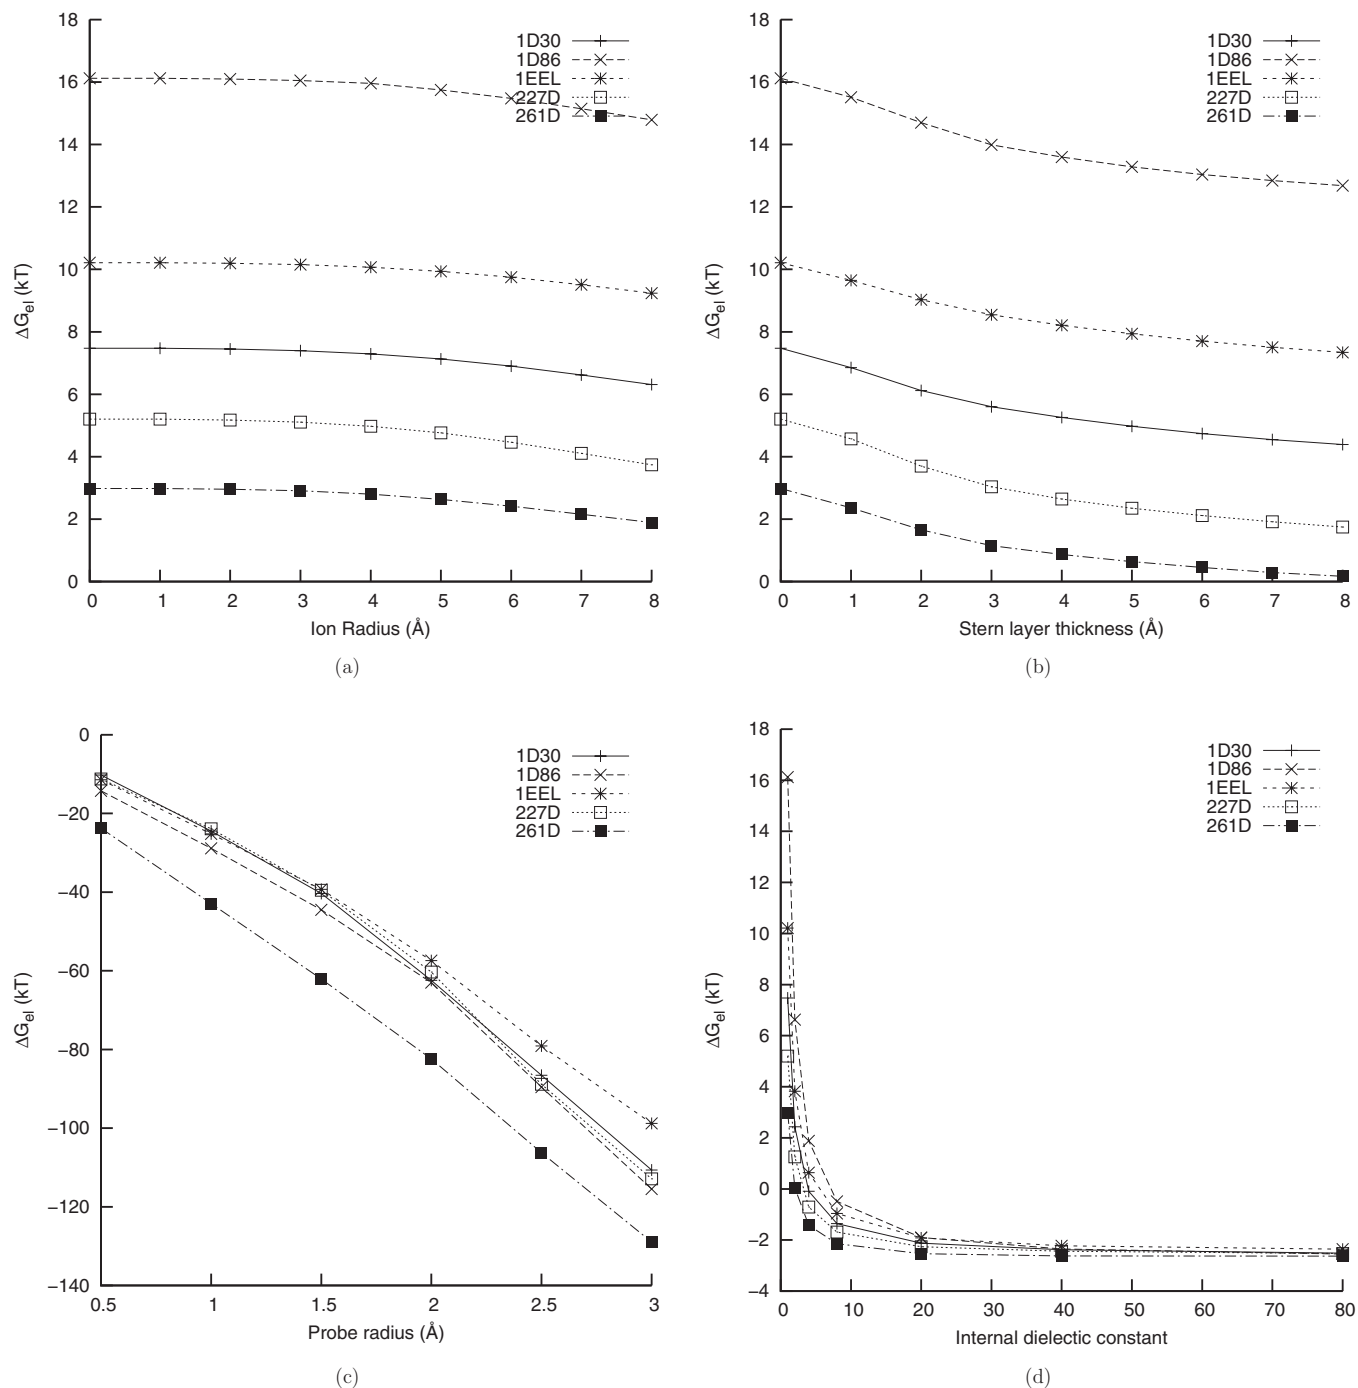 18
16
14
12
10
8
6
4
2
0
ΔG_el (kT)
1D30
1D86
1EEL
227D
261D
0 1 2 3 4 5 6 7 8
Ion Radius (Å)
(a)
18
16
14
12
10
8
6
4
2
0
ΔG_el (kT)
1D30
1D86
1EEL
227D
261D
0 1 2 3 4 5 6 7 8
Stern layer thickness (Å)
(b)
0
−20
−40
−60
−80
−100
−120
−140
ΔG_el (kT)
1D30
1D86
1EEL
227D
261D
0.5 1 1.5 2 2.5 3
Probe radius (Å)
(c)
18
16
14
12
10
8
6
4
2
0
−2
−4
ΔG_el (kT)
1D30
1D86
1EEL
227D
261D
0 10 20 30 40 50 60 70 80
Internal dielectic constant
(d)